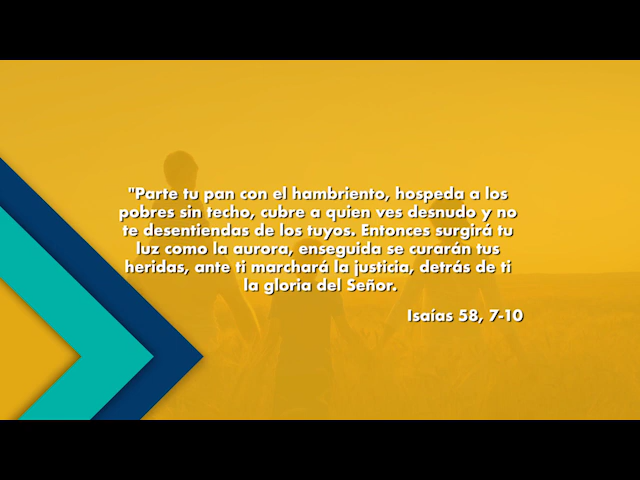 "Parte tu pan con el hambriento, hospeda a los
pobres sin techo, cubre a quien ves desnudo y no
te desentiendas de los tuyos. Entonces surgirá tu
luz como la aurora, enseguida se curarán tus
heridas, ante ti marchará la justicia, detrás de ti
la gloria del Señor.
Isaías 58, 7-10